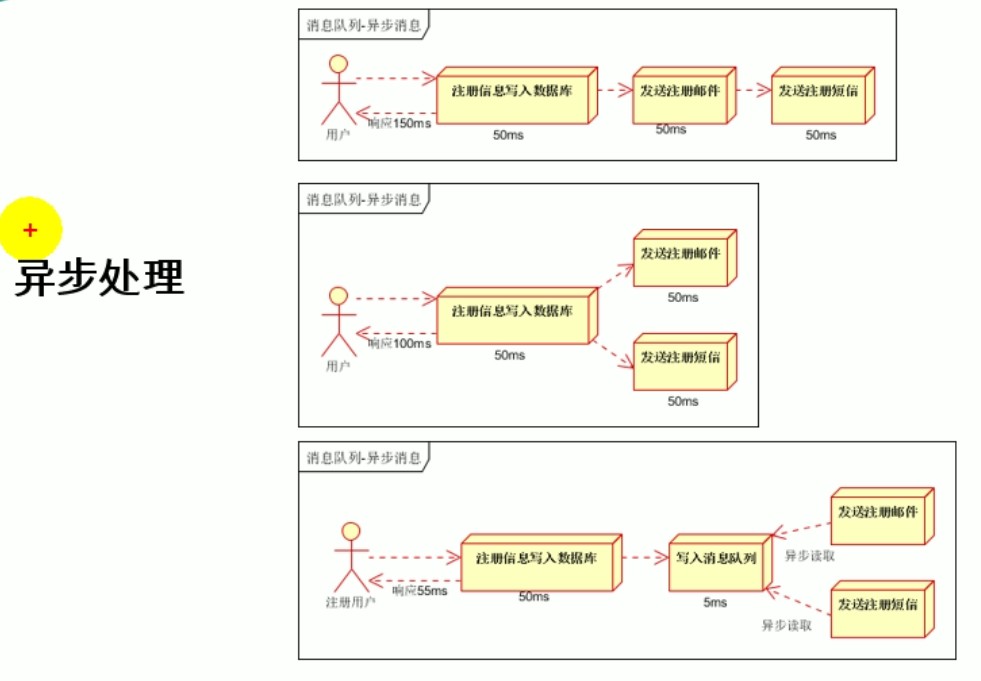 消息队列-异步消息
注册信息写入数据库
发送注册邮件
发送注册短信
响应150ms
用户
50ms
50ms
50ms
异步处理
消息队列-异步消息
发送注册邮件
50ms
注册信息写入数据库
响应100ms
用户
50ms
发送注册短信
50ms
消息队列-异步消息
发送注册邮件
注册信息写入数据库
写入消息队列
异步读取
响应55ms
注册用户
50ms
5ms
发送注册短信
异步读取